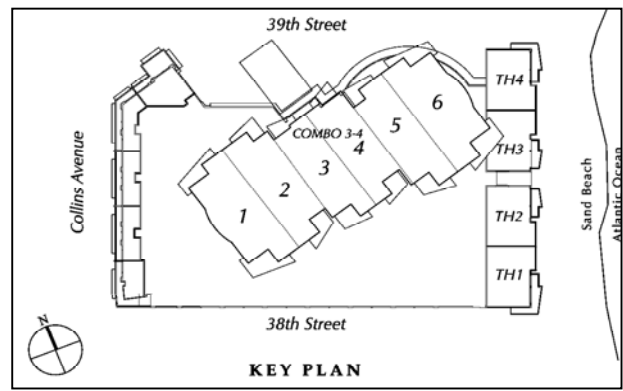 39th Street
TH4
6
5
COMBO 3-4
4
TH3
3
2
1
TH2
TH1
Collins Avenue
Sand Beach
Atlantic Ocean
38th Street
N
KEY PLAN